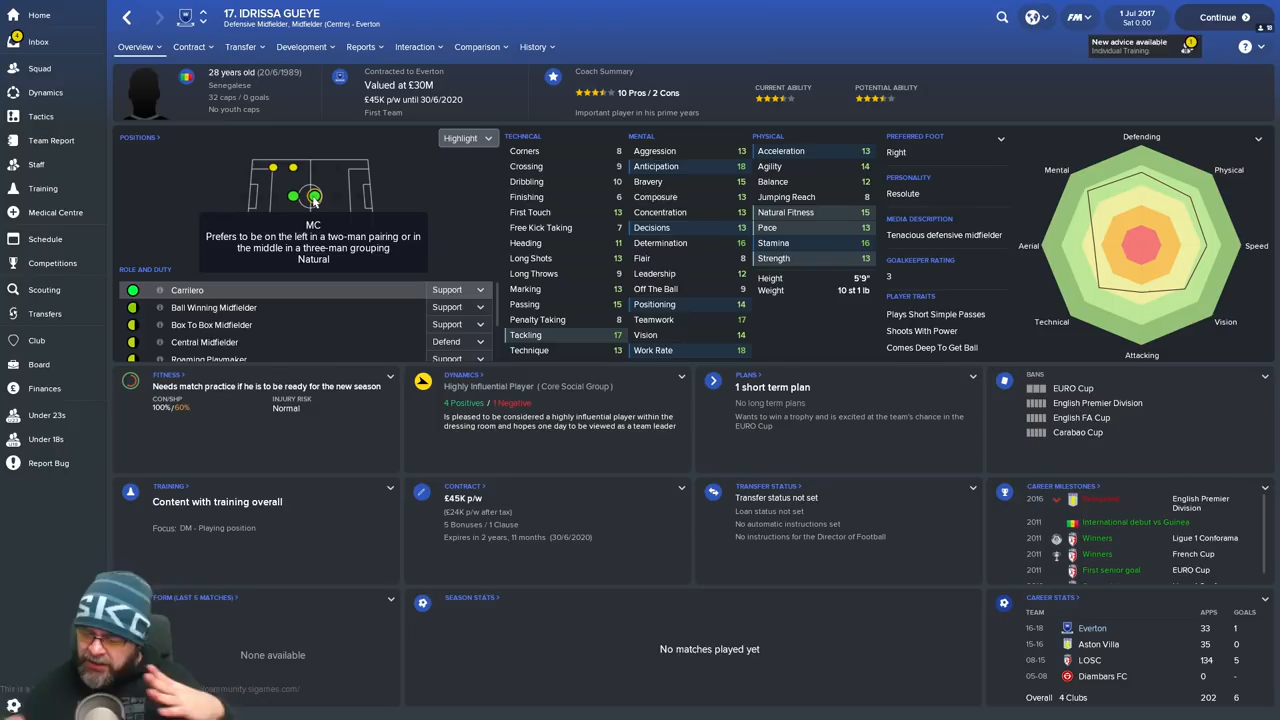 Home
4
Inbox
Squad
Dynamics
Tactics
Team Report
Staff
Training
Medical Centre
Schedule
Competitions
Scouting
Transfers
Club
Board
Finances
Under 23s
Under 18s
Report Bug
17. IDRISSA GUEYE
Defensive Midfielder, Midfielder (Centre) - Everton
FM
1 Jul 2017
Sat 0:00
Continue
18
Overview
Contract
Transfer
Development
Reports
Interaction
Comparison
History
New advice available
Individual Training
1
?
28 years old (20/6/1989)
Senegalese
32 caps / 0 goals
No youth caps
Contracted to Everton
Valued at £30M
£45K p/w until 30/6/2020
First Team
Coach Summary
10 Pros / 2 Cons
Important player in his prime years
CURRENT ABILITY
POTENTIAL ABILITY
POSITIONS >
Highlight
MC
Prefers to be on the left in a two-man pairing or in
the middle in a three-man grouping
Natural
ROLE AND DUTY
Carrilero Support
Ball Winning Midfielder Support
Box To Box Midfielder Support
Central Midfielder Defend
Roaming Playmaker Support
TECHNICAL
Corners 8
Crossing 9
Dribbling 10
Finishing 6
First Touch 13
Free Kick Taking 7
Heading 11
Long Shots 13
Long Throws 9
Marking 13
Passing 15
Penalty Taking 8
Tackling 17
Technique 13
MENTAL
Aggression 13
Anticipation 18
Bravery 15
Composure 13
Concentration 13
Decisions 13
Determination 16
Flair 8
Leadership 12
Off The Ball 9
Positioning 14
Teamwork 17
Vision 14
Work Rate 18
PHYSICAL
Acceleration 13
Agility 14
Balance 12
Jumping Reach 8
Natural Fitness 15
Pace 13
Stamina 16
Strength 13
Height 5'9"
Weight 10 st 1 lb
PREFERRED FOOT
Right
PERSONALITY
Resolute
MEDIA DESCRIPTION
Tenacious defensive midfielder
GOALKEEPER RATING
3
PLAYER TRAITS
Plays Short Simple Passes
Shoots With Power
Comes Deep To Get Ball
Defending
Physical
Speed
Vision
Attacking
Technical
Aerial
Mental
FITNESS >
Needs match practice if he is to be ready for the new season
CON/SHP
100%/60%
INJURY RISK
Normal
DYNAMICS >
Highly Influential Player ( Core Social Group )
4 Positives / 1 Negative
Is pleased to be considered a highly influential player within the
dressing room and hopes one day to be viewed as a team leader
PLANS >
1 short term plan
No long term plans
Wants to win a trophy and is excited at the team's chance in the
EURO Cup
BANS
EURO Cup
English Premier Division
English FA Cup
Carabao Cup
TRAINING >
Content with training overall
Focus: DM - Playing position
CONTRACT >
£45K p/w
(£24K p/w after tax)
5 Bonuses / 1 Clause
Expires in 2 years, 11 months (30/6/2020)
TRANSFER STATUS >
Transfer status not set
Loan status not set
No automatic instructions set
No instructions for the Director of Football
CAREER MILESTONES >
2016 Relegated English Premier
Division
2011 International debut vs Guinea
2011 Winners Ligue 1 Conforama
2011 Winners French Cup
2011 First senior goal EURO Cup
FORM (LAST 5 MATCHES) >
None available
SEASON STATS >
No matches played yet
CAREER STATS >
TEAM APPS GOALS
16-18 Everton 33 1
15-16 Aston Villa 35 0
08-15 LOSC 134 5
05-08 Diambars FC 0 -
Overall 4 Clubs 202 6
This is
community.sigames.com/